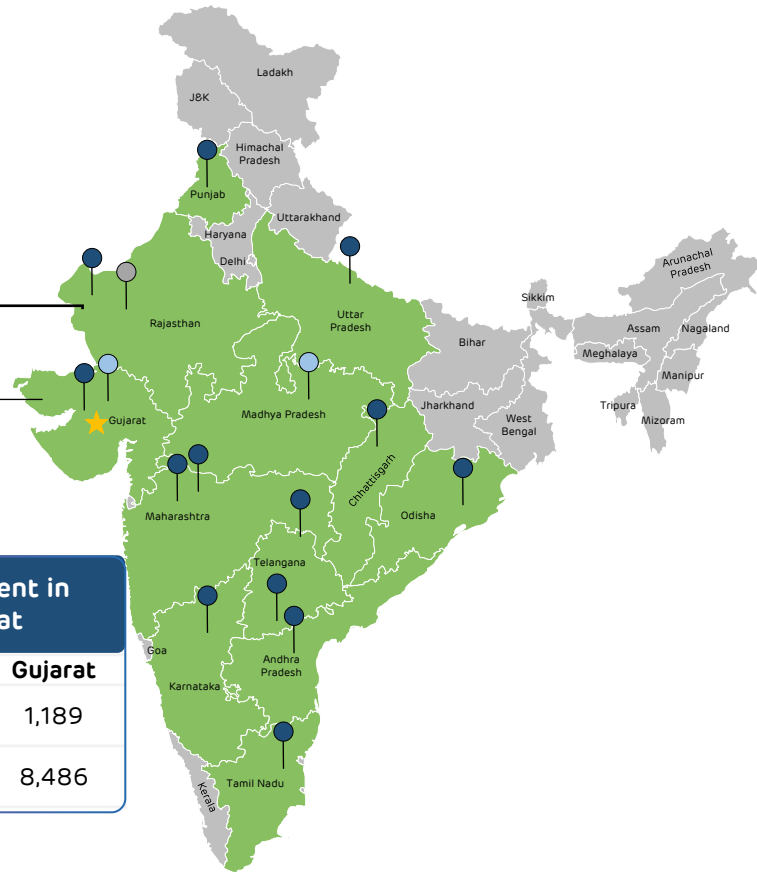 Ladakh
J&K
Himachal
Pradesh
Punjab
Uttarakhand
Haryana
Delhi
Arunachal
Pradesh
Sikkim
Rajasthan
Uttar
Pradesh
Bihar
Assam
Nagaland
Meghalaya
Manipur
Tripura
Mizoram
Gujarat
Madhya Pradesh
Jharkhand
West
Bengal
Chhattisgarh
Maharashtra
Odisha
Telangana
ent in
at
Gujarat
1,189
8,486
Goa
Karnataka
Andhra
Pradesh
Tamil Nadu
Kerala